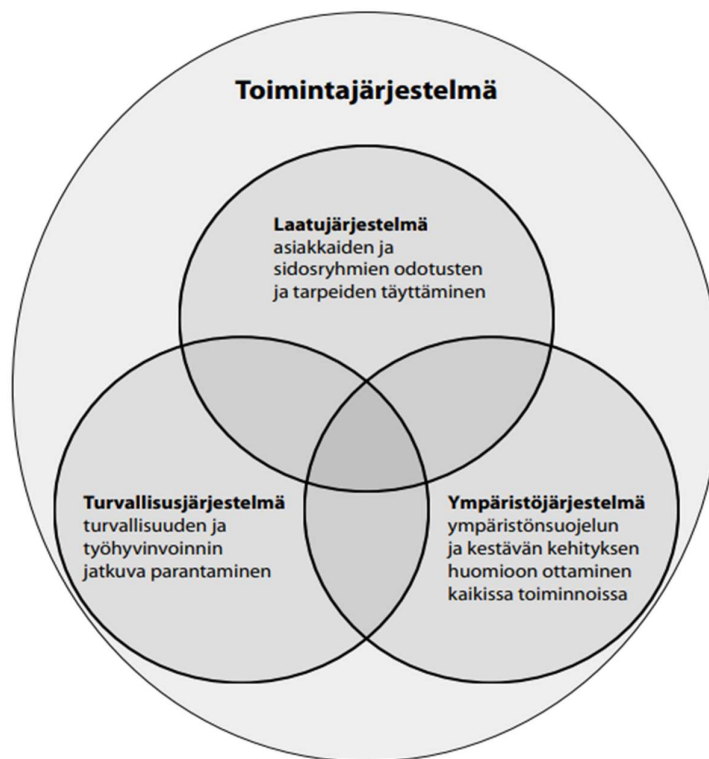 Toimintajärjestelmä
Laatujärjestelmä
asiakkaiden ja
sidosryhmien odotusten
ja tarpeiden täyttäminen
Turvallisusjärjestelmä
turvallisuuden ja
työhyvinvoinnin
jatkuva parantaminen
Ympäristöjärjestelmä
ympäristönsuojelun
ja kestävän kehityksen
huomioon ottaminen
kaikissa toiminnoissa